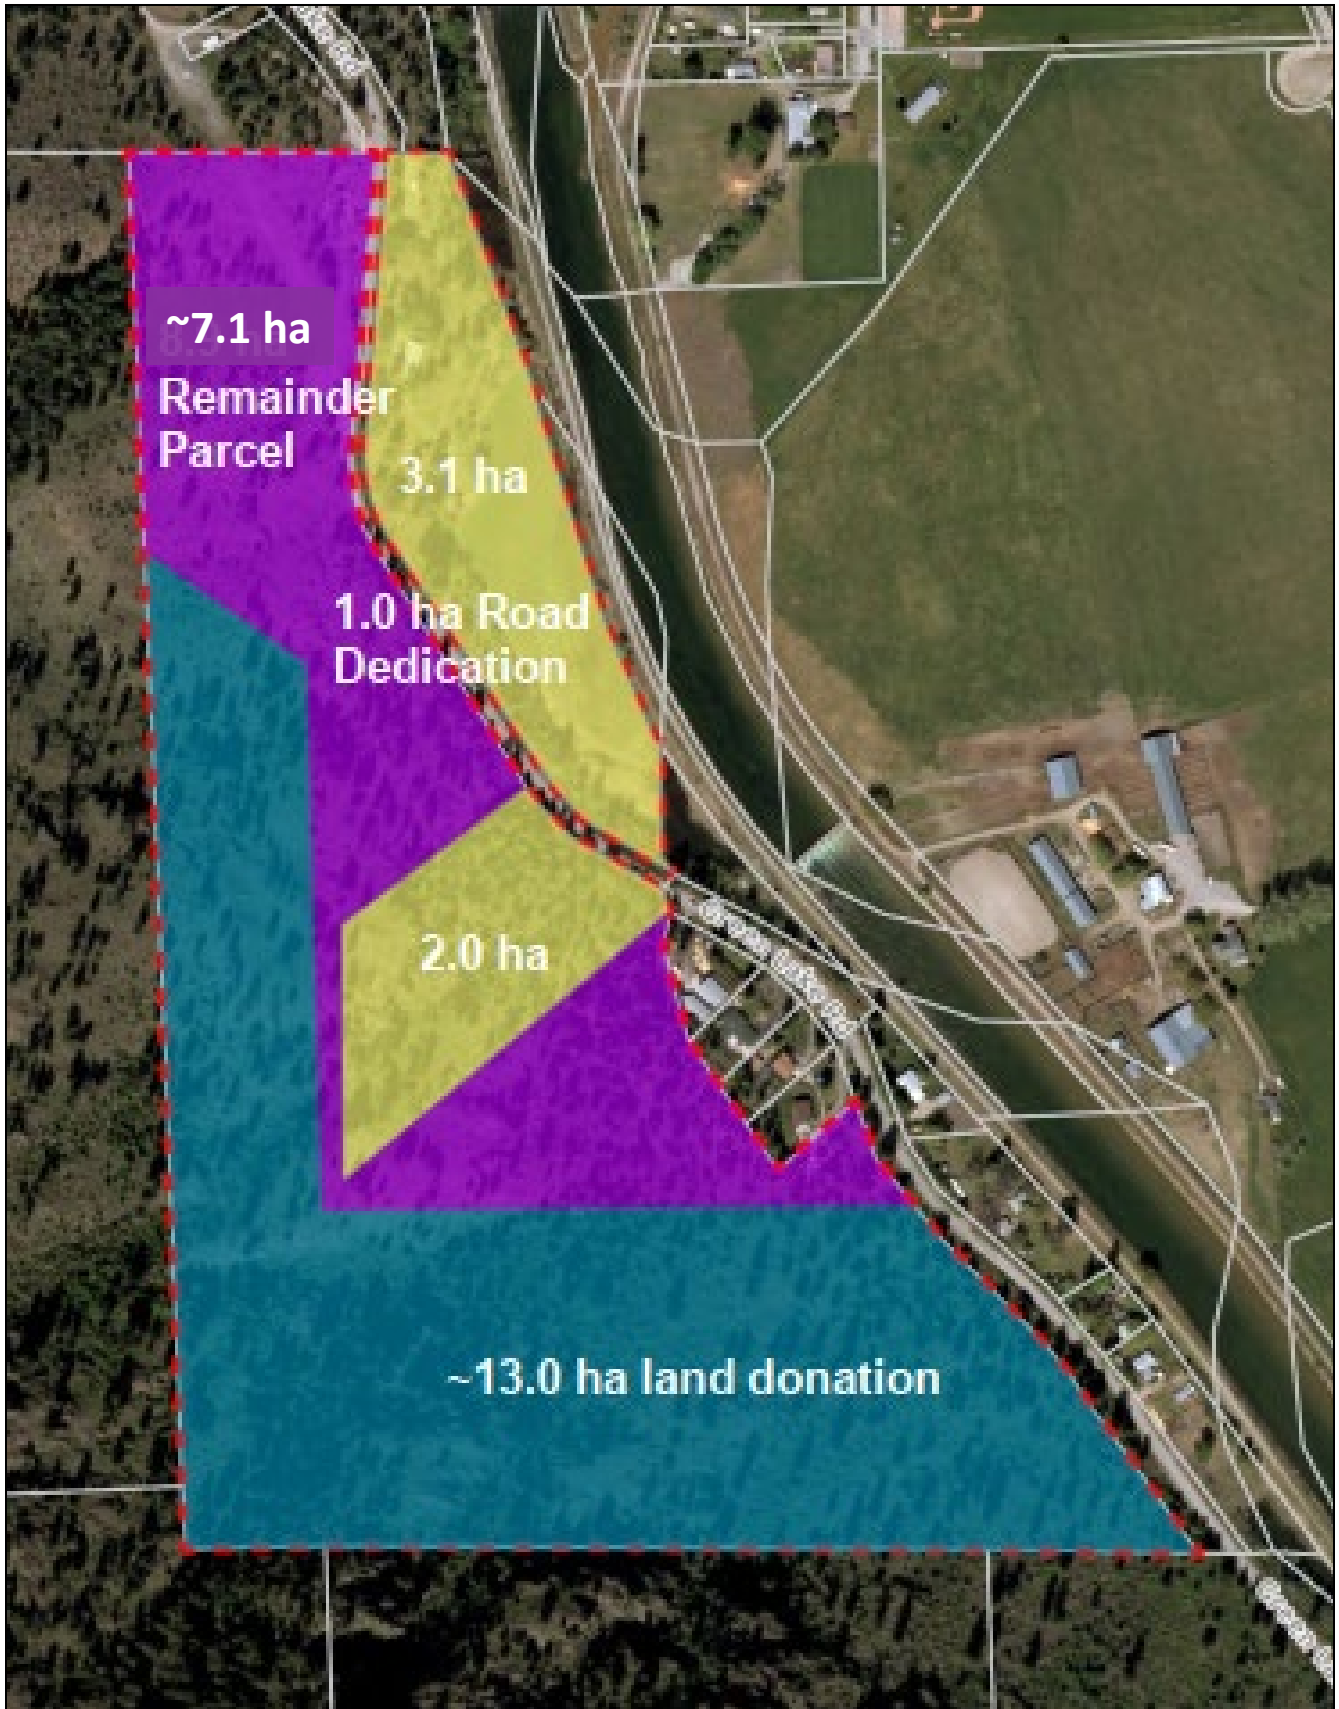 ~7.1 ha
Remainder
Parcel
3.1 ha
1.0 ha Road
Dedication
2.0 ha
~13.0 ha land donation